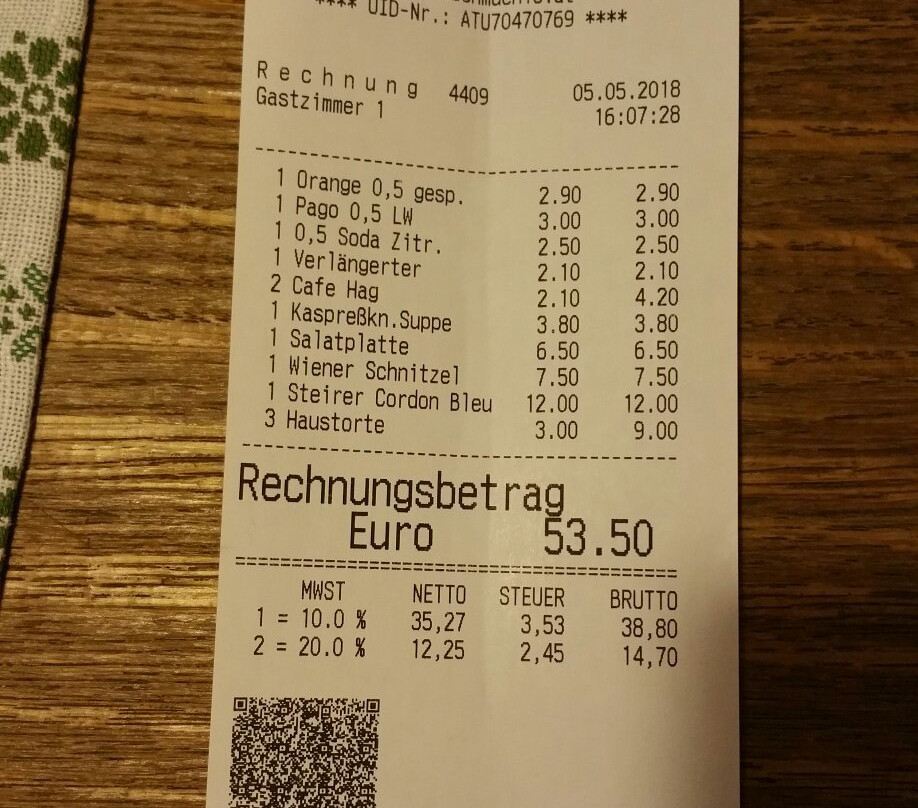 **** UID-Nr.: ATU70470769 ****
Rechnung 4409 05.05.2018
Gastzimmer 1 16:07:28
1 Orange 0,5 gesp. 2.90 2.90
1 Pago 0,5 LW 3.00 3.00
1 0,5 Soda Zitr. 2.50 2.50
1 Verlängerter 2.10 2.10
2 Cafe Hag 2.10 4.20
1 Kaspreßkn.Suppe 3.80 3.80
1 Salatplatte 6.50 6.50
1 Wiener Schnitzel 7.50 7.50
1 Steirer Cordon Bleu 12.00 12.00
3 Haustorte 3.00 9.00
Rechnungsbetrag
Euro 53.50
MWST NETTO STEUER BRUTTO
1 = 10.0 % 35,27 3,53 38,80
2 = 20.0 % 12,25 2,45 14,70